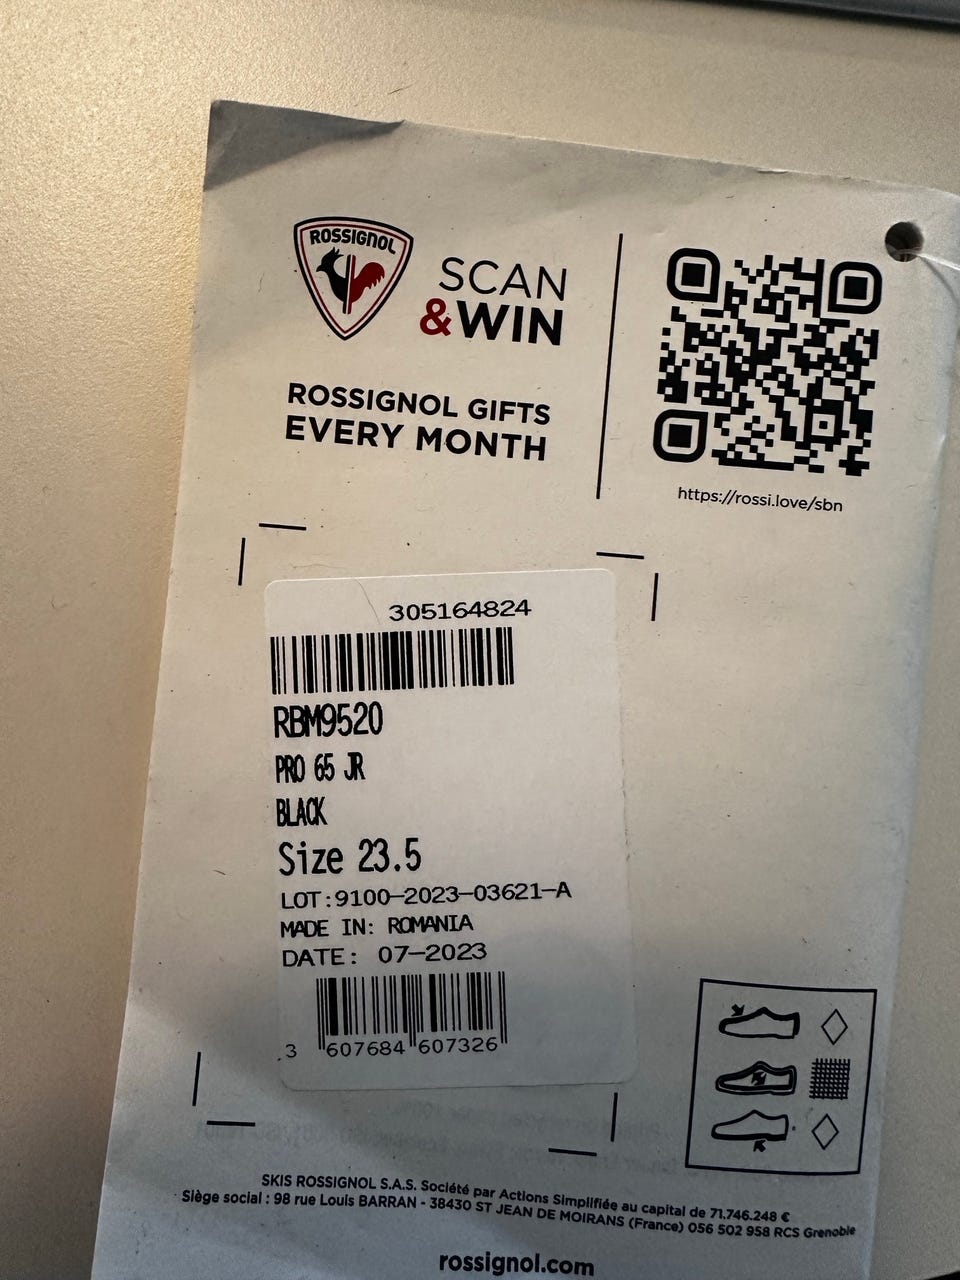 ROSSIGNOL
SCAN
&WIN
ROSSIGNOL GIFTS
EVERY MONTH
https://rossi.love/sbn
305164824
RBM9520
PRO 65 JR
BLACK
Size 23.5
LOT:9100-2023-03621-A
MADE IN: ROMANIA
DATE: 07-2023
3 607684 607326
SKIS ROSSIGNOL S.A.S. Société par Actions Simplifiée au capital de 71.746.248 €
Siège social : 98 rue Louis BARRAN - 38430 ST JEAN DE MOIRANS (France) 056 502 958 RCS Grenoble
rossignol.com